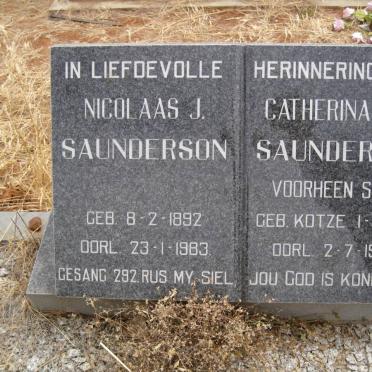 IN LIEFDEVOLLE
NICOLAAS J.
SAUNDERSON
GEB. 8-2-1892
OORL. 23-1-1983
GESANG 292. RUS MY SIEL,
HERINNERING
CATHERINA
SAUNDER
VOORHEEN S
GEB. KOTZE 1-
OORL. 2-7-1
JOU GOD IS KON